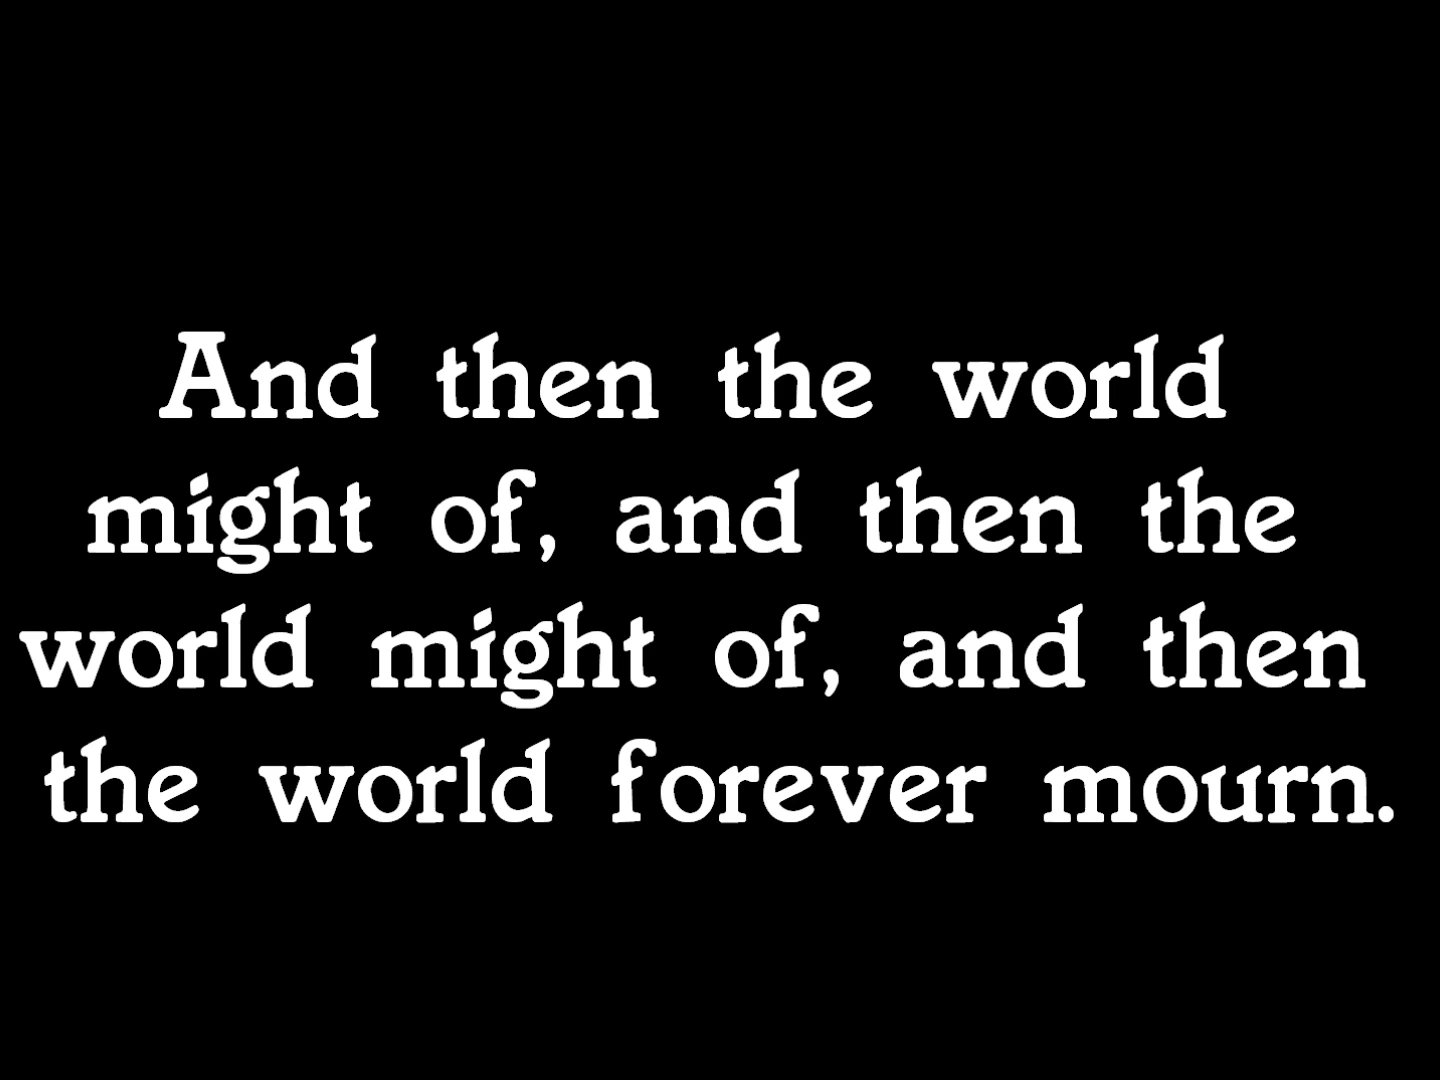 And then the world
might of, and then the
world might of, and then
the world forever mourn.